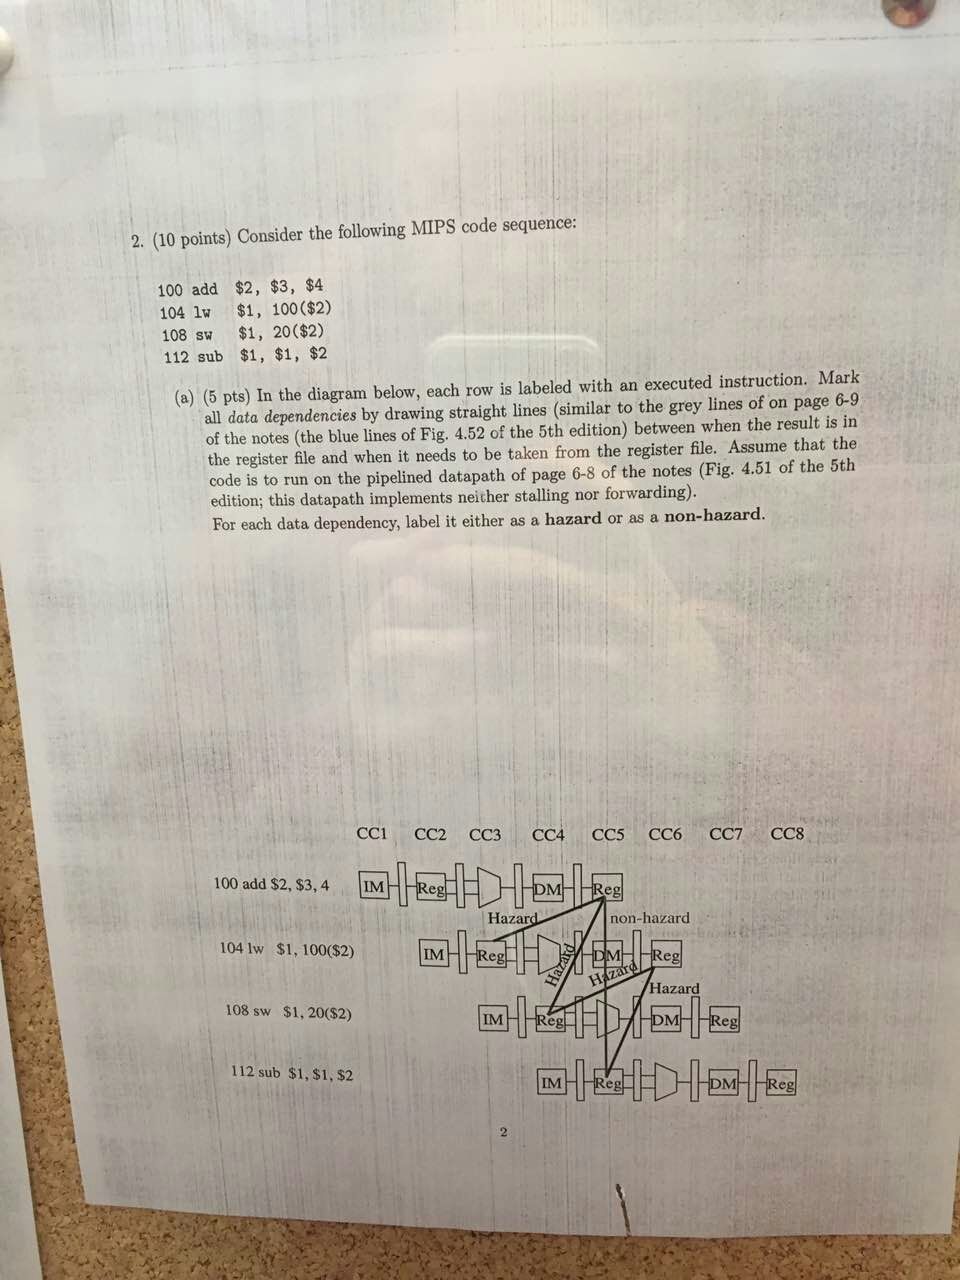 2. (10 points) Consider the following MIPS code sequence:
100 add $2, $3, $4
104 lw $1, 100($2)
108 sw $1, 20($2)
112 sub $1, $1, $2
(a) (5 pts) In the diagram below, each row is labeled with an executed instruction. Mark
all data dependencies by drawing straight lines (similar to the grey lines of on page 6-9
of the notes (the blue lines of Fig. 4.52 of the 5th edition) between when the result is in
the register file and when it needs to be taken from the register file. Assume that the
code is to run on the pipelined datapath of page 6-8 of the notes (Fig. 4.51 of the 5th
edition; this datapath implements neither stalling nor forwarding).
For each data dependency, label it either as a hazard or as a non-hazard.
CC1 CC2 CC3 CC4 CC5 CC6 CC7 CC8
100 add $2, $3, 4 IM Reg DM Reg
Hazard non-hazard
104 lw $1, 100($2) IM Reg Hazard DM Reg
Hazard Hazard
108 sw $1, 20($2) IM Reg DM Reg
112 sub $1, $1, $2 IM Reg DM Reg
2